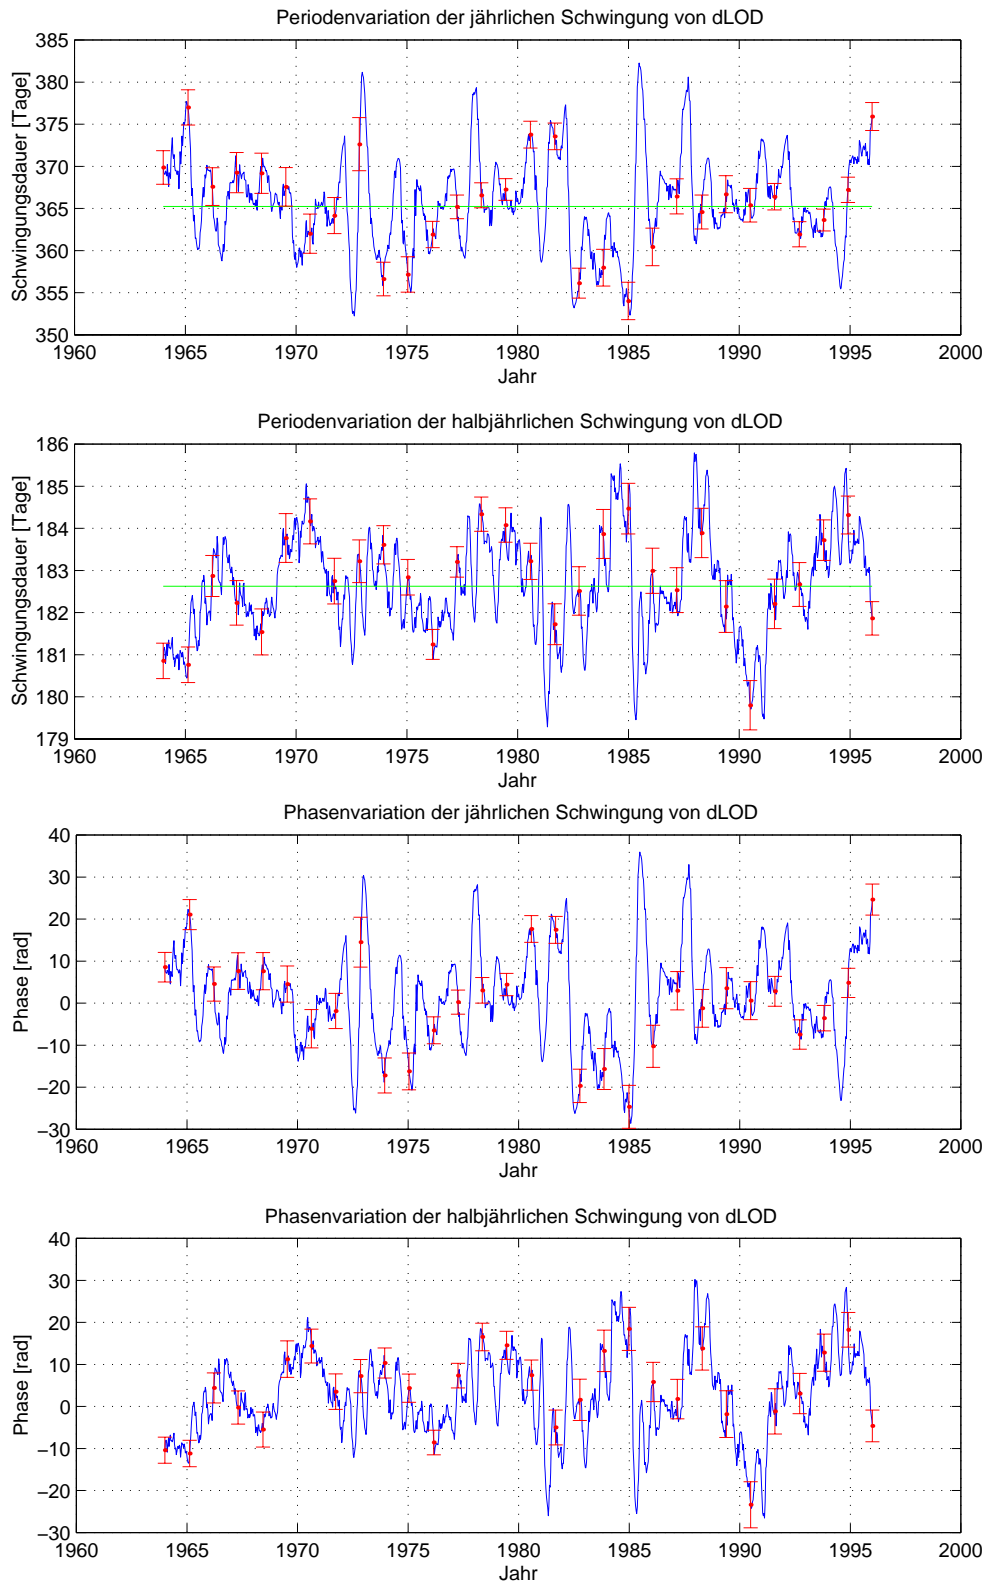 Periodenvariation der jährlichen Schwingung von dLOD
Schwingungsdauer [Tage]
385
380
375
370
365
360
355
350
1960 1965 1970 1975 1980 1985 1990 1995 2000
Jahr
Periodenvariation der halbjährlichen Schwingung von dLOD
Schwingungsdauer [Tage]
186
185
184
183
182
181
180
179
1960 1965 1970 1975 1980 1985 1990 1995 2000
Jahr
Phasenvariation der jährlichen Schwingung von dLOD
Phase [rad]
40
30
20
10
0
−10
−20
−30
1960 1965 1970 1975 1980 1985 1990 1995 2000
Jahr
Phasenvariation der halbjährlichen Schwingung von dLOD
Phase [rad]
40
30
20
10
0
−10
−20
−30
1960 1965 1970 1975 1980 1985 1990 1995 2000
Jahr